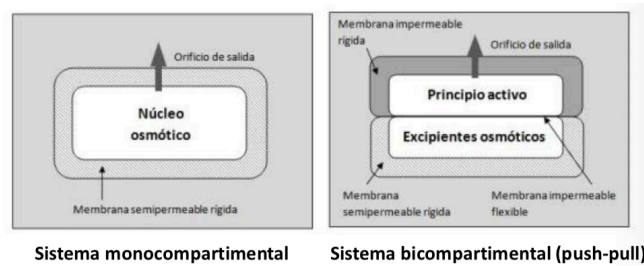 Orificio de salida
Núcleo
osmótico
Membrana semipermeable rígida
Sistema monocompartimental
Membrana impermeable
rígida
Orificio de salida
Principio activo
Excipientes osmóticos
Membrana
semipermeable rígida
Membrana impermeable
flexible
Sistema bicompartimental (push-pull)